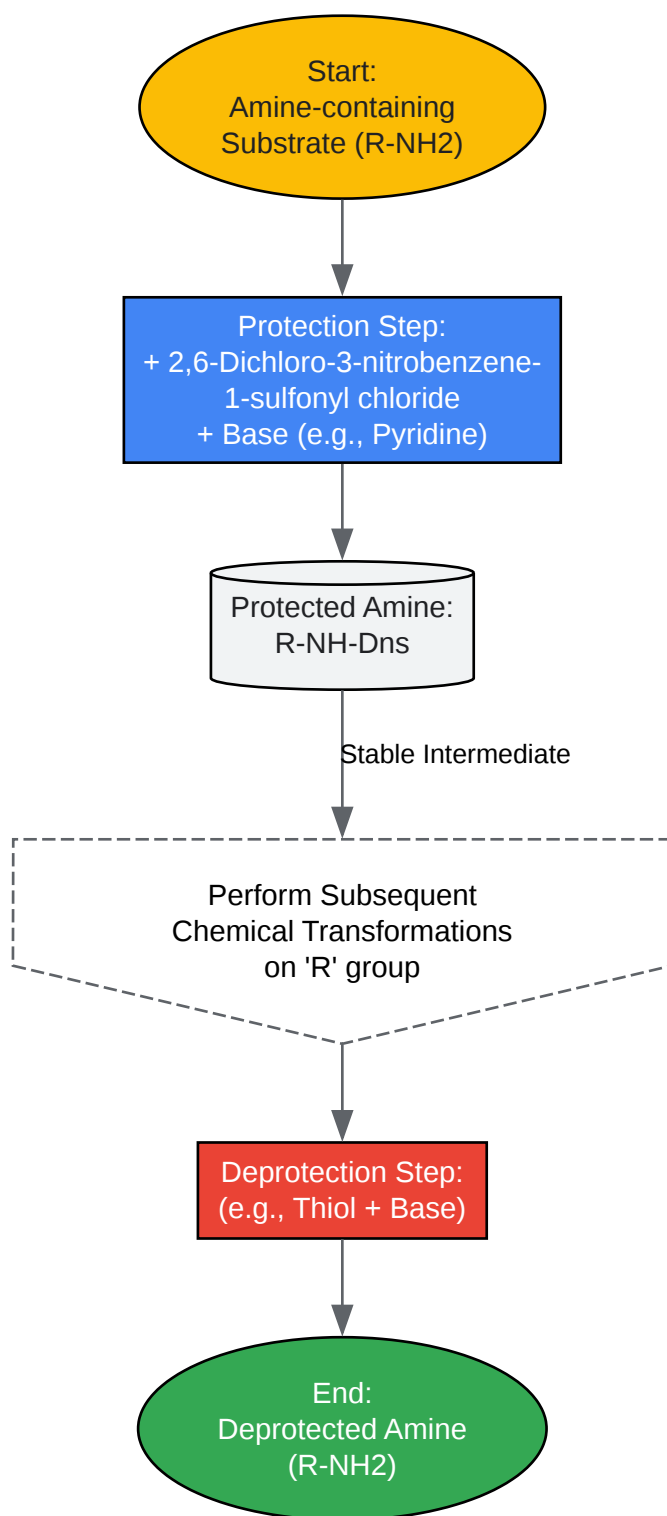 Start:
Amine-containing
Substrate (R-NH2)
Protection Step:
+ 2,6-Dichloro-3-nitrobenzene-
1-sulfonyl chloride
+ Base (e.g., Pyridine)
Protected Amine:
R-NH-Dns
Stable Intermediate
Perform Subsequent
Chemical Transformations
on 'R' group
Deprotection Step:
(e.g., Thiol + Base)
End:
Deprotected Amine
(R-NH2)